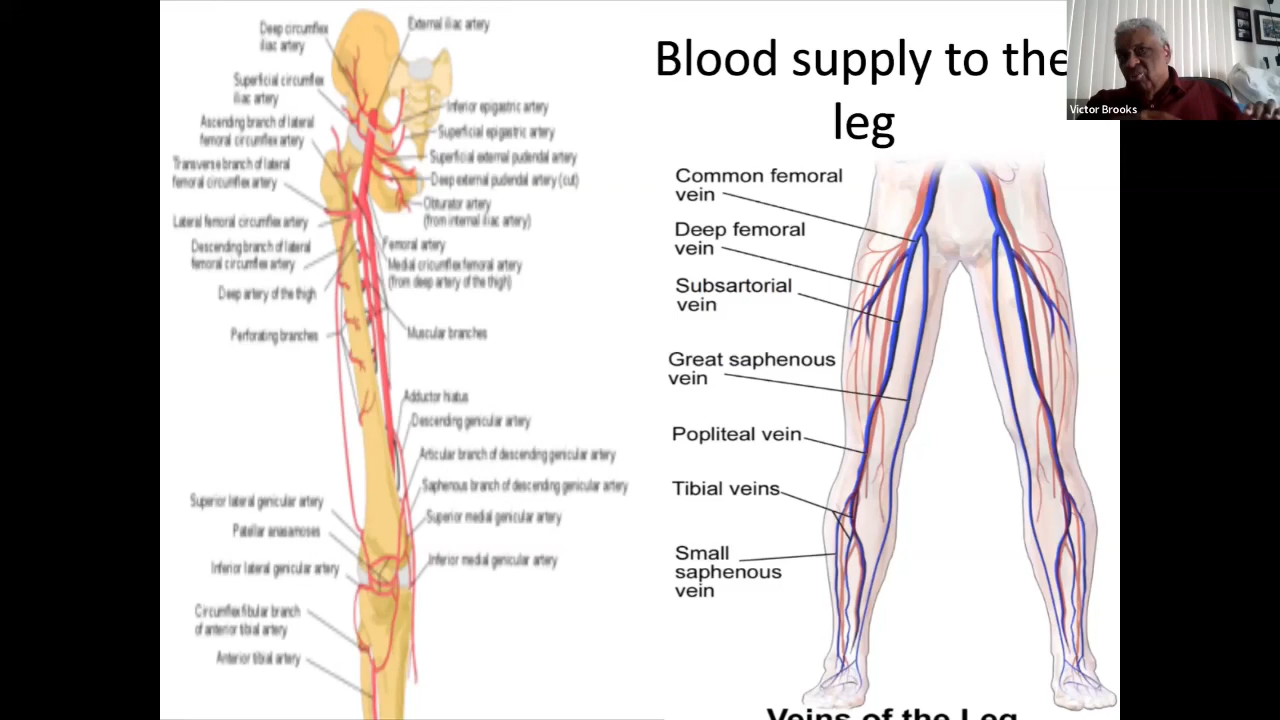 Blood supply to the
leg
Victor Brooks
Deep circumflex
iliac artery
External iliac artery
Superficial circumflex
iliac artery
Ascending branch of lateral
femoral circumflex artery
Transverse branch of lateral
femoral circumflex artery
Lateral femoral circumflex artery
Descending branch of lateral
femoral circumflex artery
Deep artery of the thigh
Perforating branches
Inferior epigastric artery
Superficial epigastric artery
Superficial external pudendal artery
Deep external pudendal artery (cut)
Obturator artery
(from internal iliac artery)
Femoral artery
Medial cricumflex femoral artery
(from deep artery of the thigh)
Muscular branches
Adductor hiatus
Descending genicular artery
Articular branch of descending genicular artery
Saphenous branch of descending genicular artery
Superior medial genicular artery
Inferior medial genicular artery
Superior lateral genicular artery
Patellar anasamoses
Inferior lateral genicular artery
Circumflex fibular branch
of anterior tibial artery
Anterior tibial artery
Common femoral
vein
Deep femoral
vein
Subsartorial
vein
Great saphenous
vein
Popliteal vein
Tibial veins
Small
saphenous
vein
Veins of the Leg